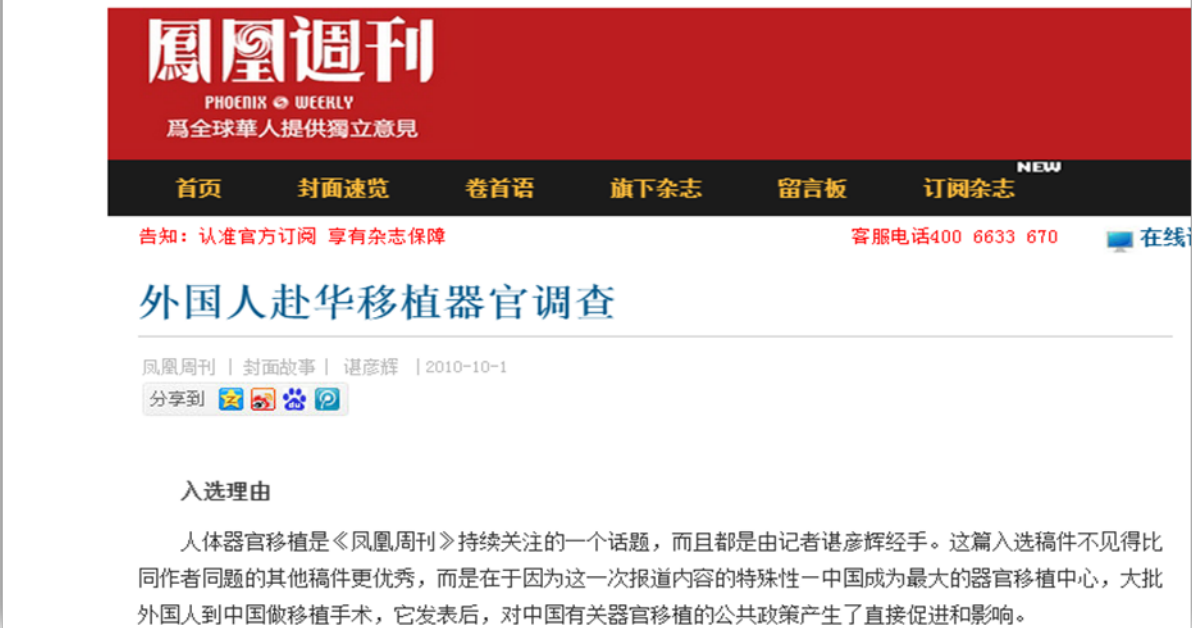 鳳凰週刊
PHOENIX WEEKLY
爲全球華人提供獨立意見
首页 封面速览 卷首语 旗下杂志 留言板 订阅杂志 NEW
告知：认准官方订阅 享有杂志保障 客服电话400 6633 670 在线
外国人赴华移植器官调查
凤凰周刊 | 封面故事 | 谌彦辉 | 2010-10-1
分享到
入选理由
人体器官移植是《凤凰周刊》持续关注的一个话题，而且都是由记者谌彦辉经手。这篇入选稿件不见得比
同作者同题的其他稿件更优秀，而是在于因为这一次报道内容的特殊性—中国成为最大的器官移植中心，大批
外国人到中国做移植手术，它发表后，对中国有关器官移植的公共政策产生了直接促进和影响。